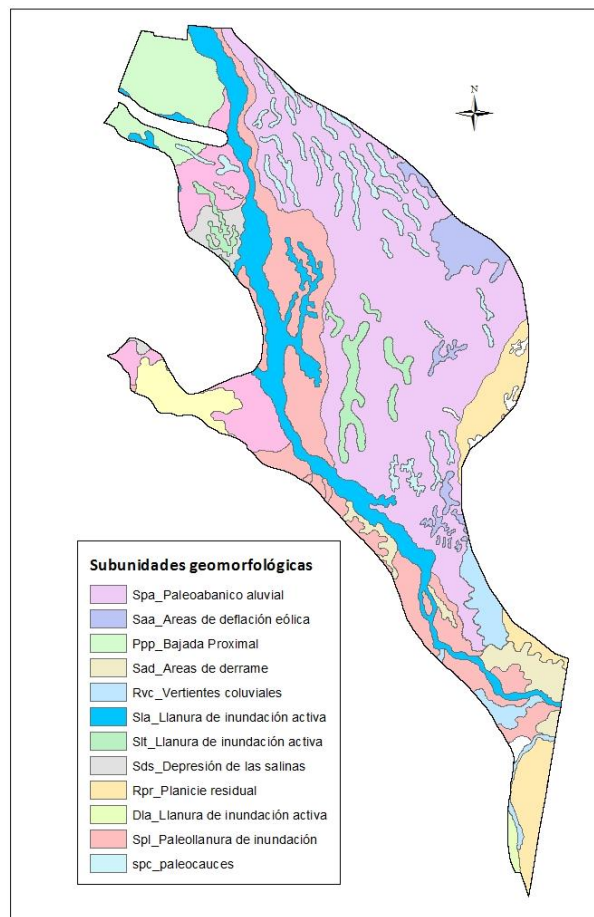 N
Subunidades geomorfológicas
Spa_Paleoabanico aluvial
Saa_Areas de deflación eólica
Ppp_Bajada Proximal
Sad_Areas de derrame
Rvc_Vertientes coluviales
Sla_Llanura de inundación activa
Slt_Llanura de inundación activa
Sds_Depresión de las salinas
Rpr_Planicie residual
Dla_Llanura de inundación activa
Spl_Paleollanura de inundación
spc_paleocauces